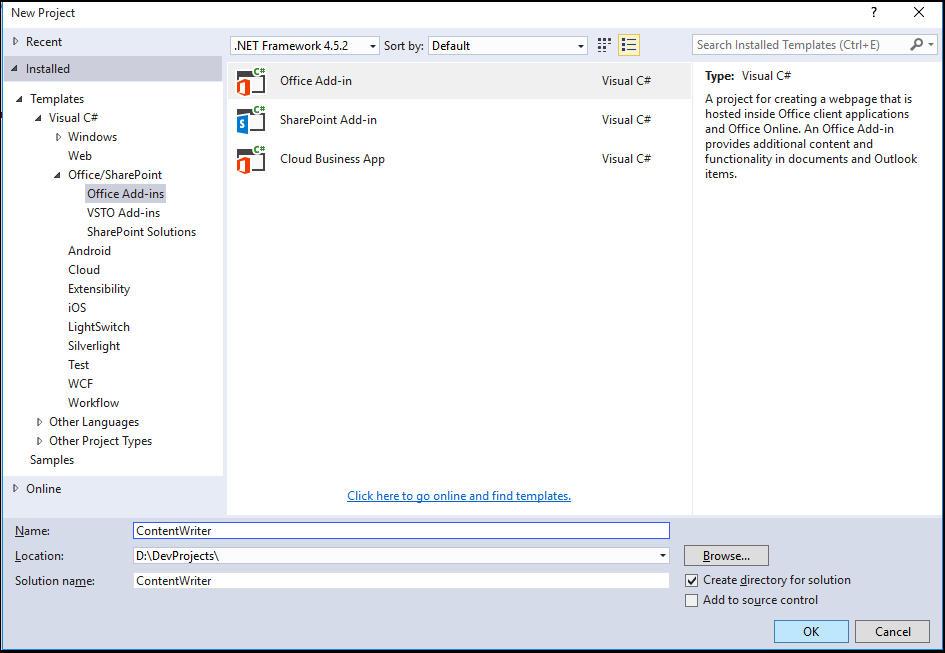 New Project ?
Recent
Installed
Templates
Visual C#
Windows
Web
Office/SharePoint
Office Add-ins
VSTO Add-ins
SharePoint Solutions
Android
Cloud
Extensibility
iOS
LightSwitch
Silverlight
Test
WCF
Workflow
Other Languages
Other Project Types
Samples
Online
.NET Framework 4.5.2 Sort by: Default
Search Installed Templates (Ctrl+E)
C# Office Add-in Visual C#
C# SharePoint Add-in Visual C#
C# Cloud Business App Visual C#
Click here to go online and find templates.
Type: Visual C#
A project for creating a webpage that is
hosted inside Office client applications
and Office Online. An Office Add-in
provides additional content and
functionality in documents and Outlook
items.
Name: ContentWriter
Location: D:\DevProjects\ Browse...
Solution name: ContentWriter
Create directory for solution
Add to source control
OK Cancel